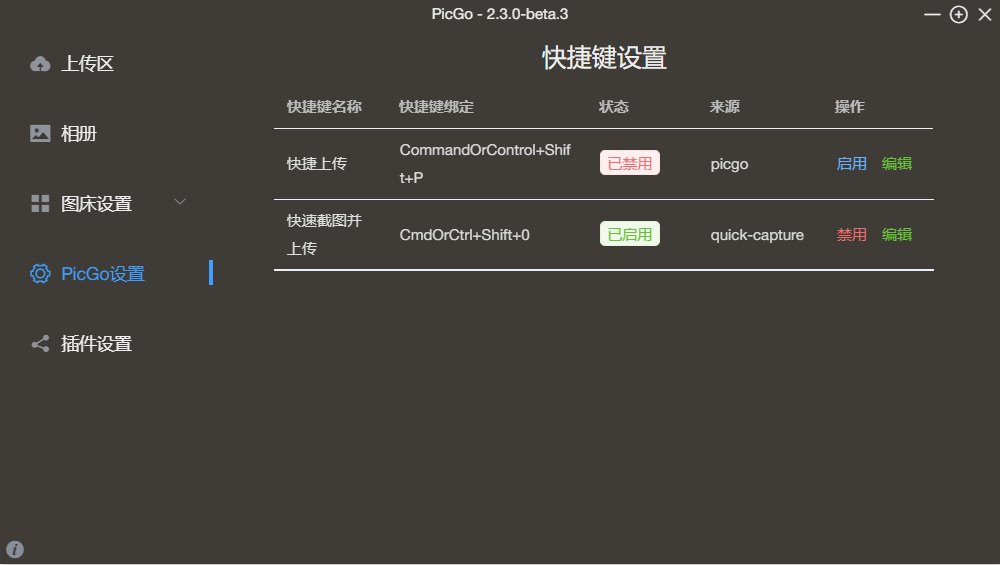 PicGo - 2.3.0-beta.3
上传区
相册
图床设置
PicGo设置
插件设置
快捷键设置
快捷键名称 快捷键绑定 状态 来源 操作
快捷上传 CommandOrControl+Shif
t+P 已禁用 picgo 启用 编辑
快速截图并
上传 CmdOrCtrl+Shift+0 已启用 quick-capture 禁用 编辑